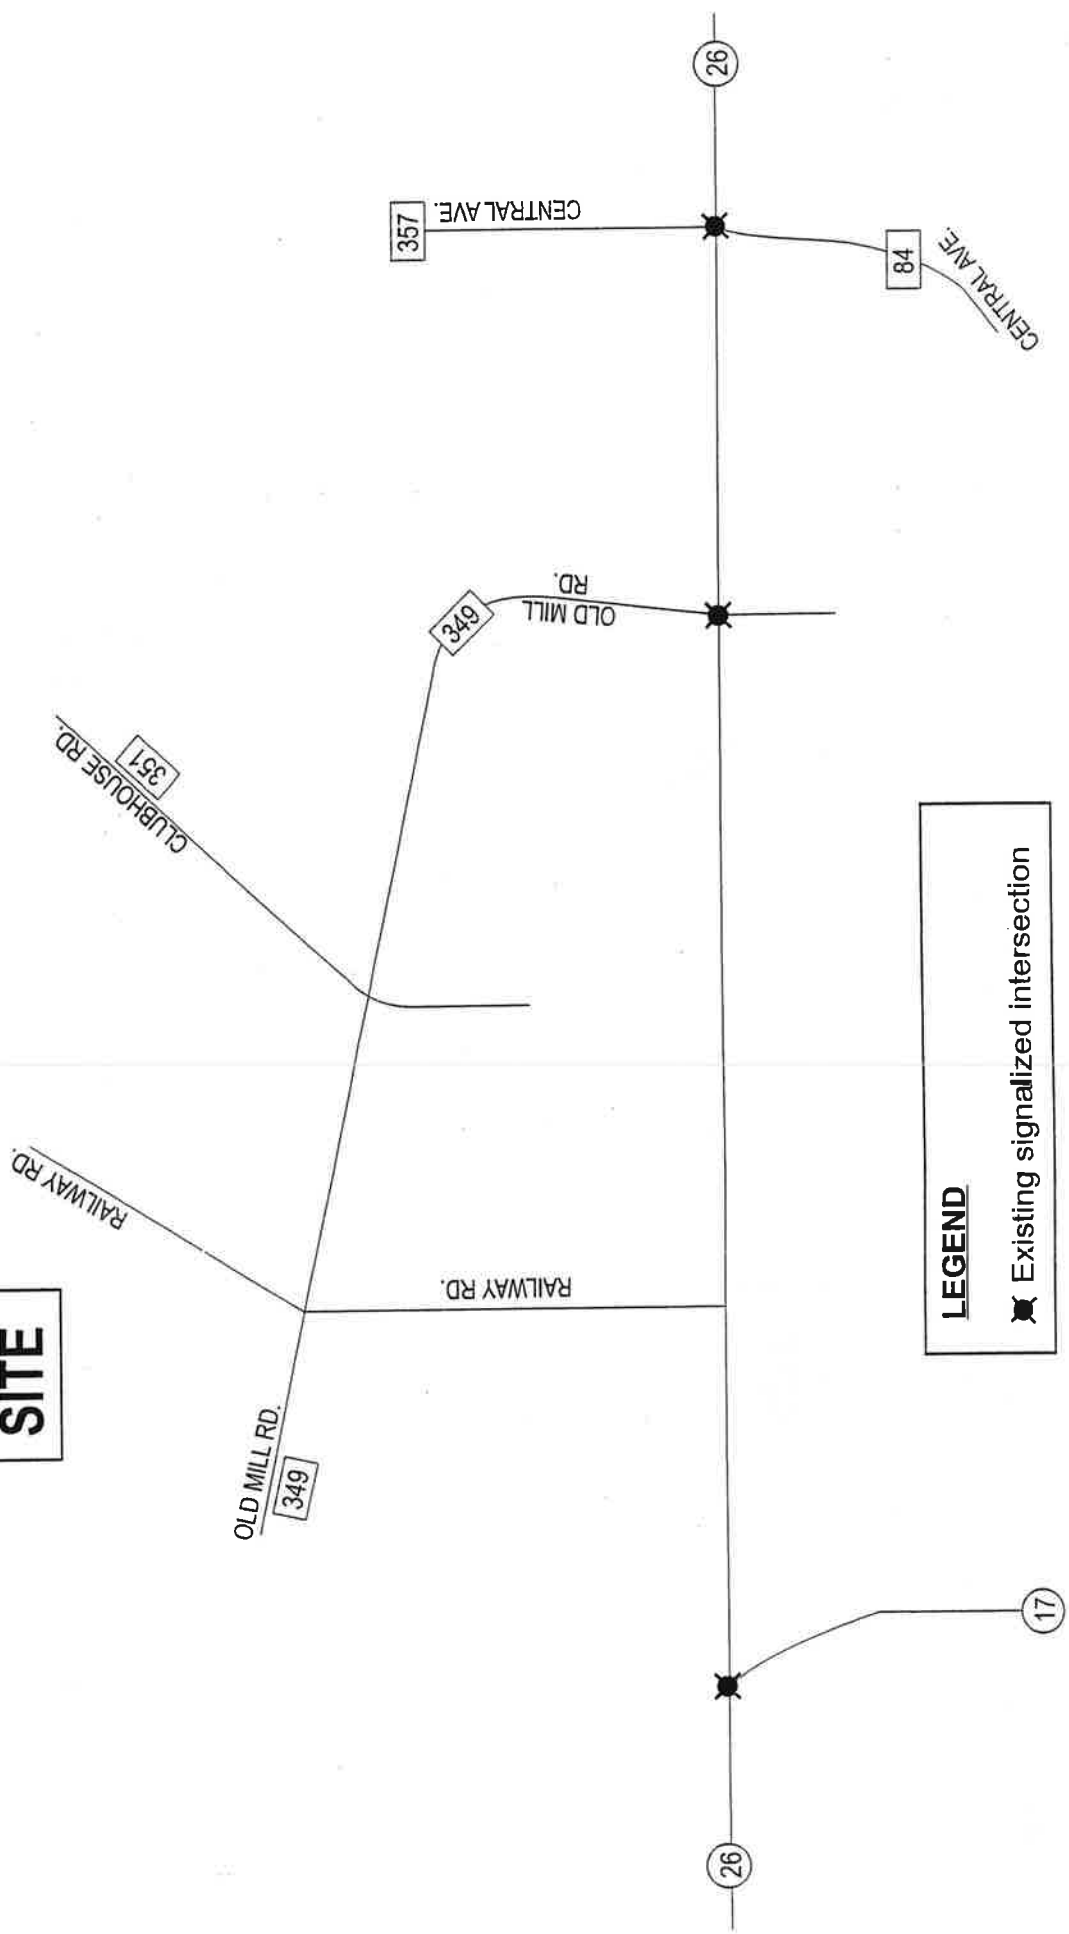 SITE
RAILWAY RD.
CLUBHOUSE RD.
351
OLD MILL RD.
349
349
357
CENTRAL AVE.
RAILWAY RD.
OLD MILL
RD.
26
26
17
84
CENTRAL AVE.
LEGEND
Existing signalized intersection